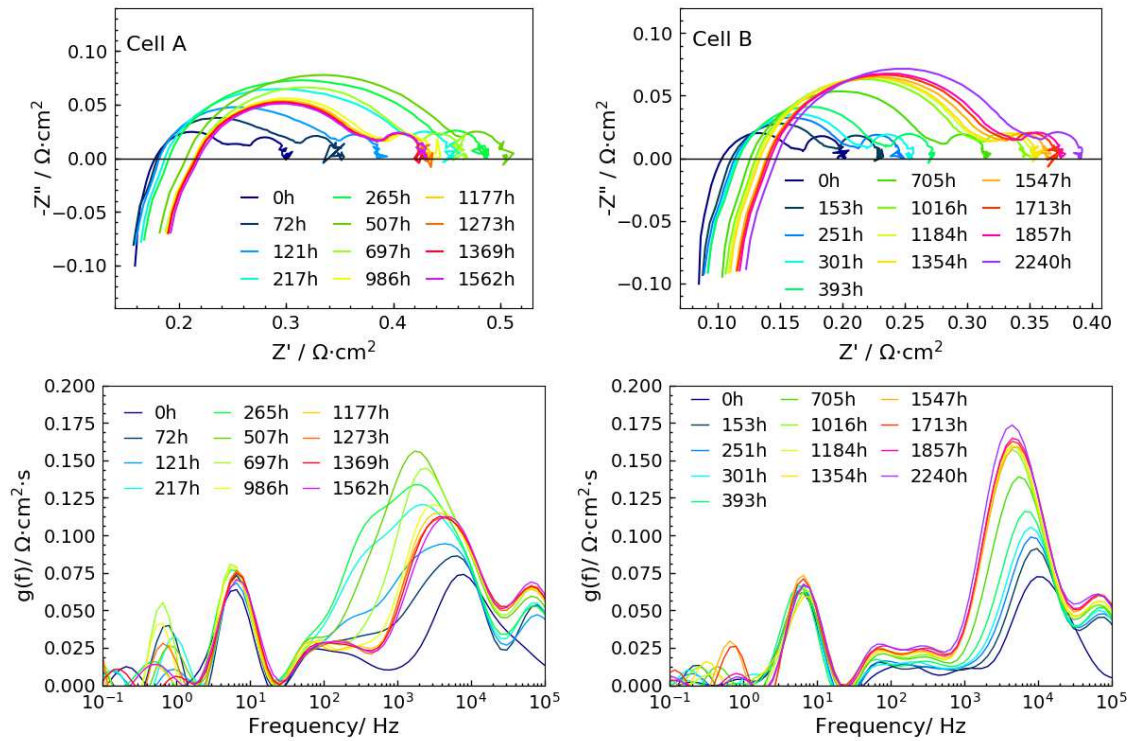 Cell A
-Z'' / Ω·cm²
0.10
0.05
0.00
−0.05
−0.10
0h 265h 1177h
72h 507h 1273h
121h 697h 1369h
217h 986h 1562h
0.2 0.3 0.4 0.5
Z' / Ω·cm²
Cell B
-Z'' / Ω·cm²
0.10
0.05
0.00
−0.05
−0.10
0h 705h 1547h
153h 1016h 1713h
251h 1184h 1857h
301h 1354h 2240h
393h
0.10 0.15 0.20 0.25 0.30 0.35 0.40
Z' / Ω·cm²
g(f)/ Ω·cm²·s
0.200
0.175
0.150
0.125
0.100
0.075
0.050
0.025
0.000
0h 265h 1177h
72h 507h 1273h
121h 697h 1369h
217h 986h 1562h
10⁻¹ 10⁰ 10¹ 10² 10³ 10⁴ 10⁵
Frequency/ Hz
g(f)/ Ω·cm²·s
0.200
0.175
0.150
0.125
0.100
0.075
0.050
0.025
0.000
0h 705h 1547h
153h 1016h 1713h
251h 1184h 1857h
301h 1354h 2240h
393h
10⁻¹ 10⁰ 10¹ 10² 10³ 10⁴ 10⁵
Frequency/ Hz